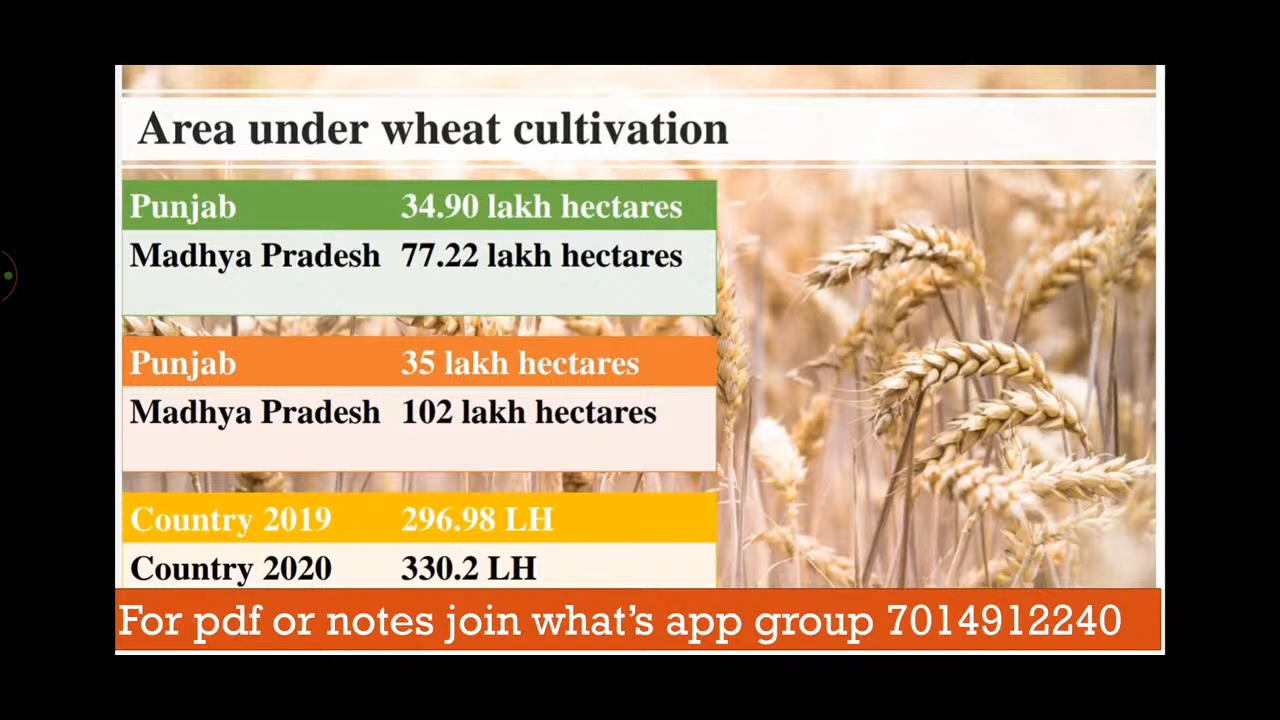 Area under wheat cultivation
Punjab 34.90 lakh hectares
Madhya Pradesh 77.22 lakh hectares
Punjab 35 lakh hectares
Madhya Pradesh 102 lakh hectares
Country 2019 296.98 LH
Country 2020 330.2 LH
For pdf or notes join what's app group 7014912240